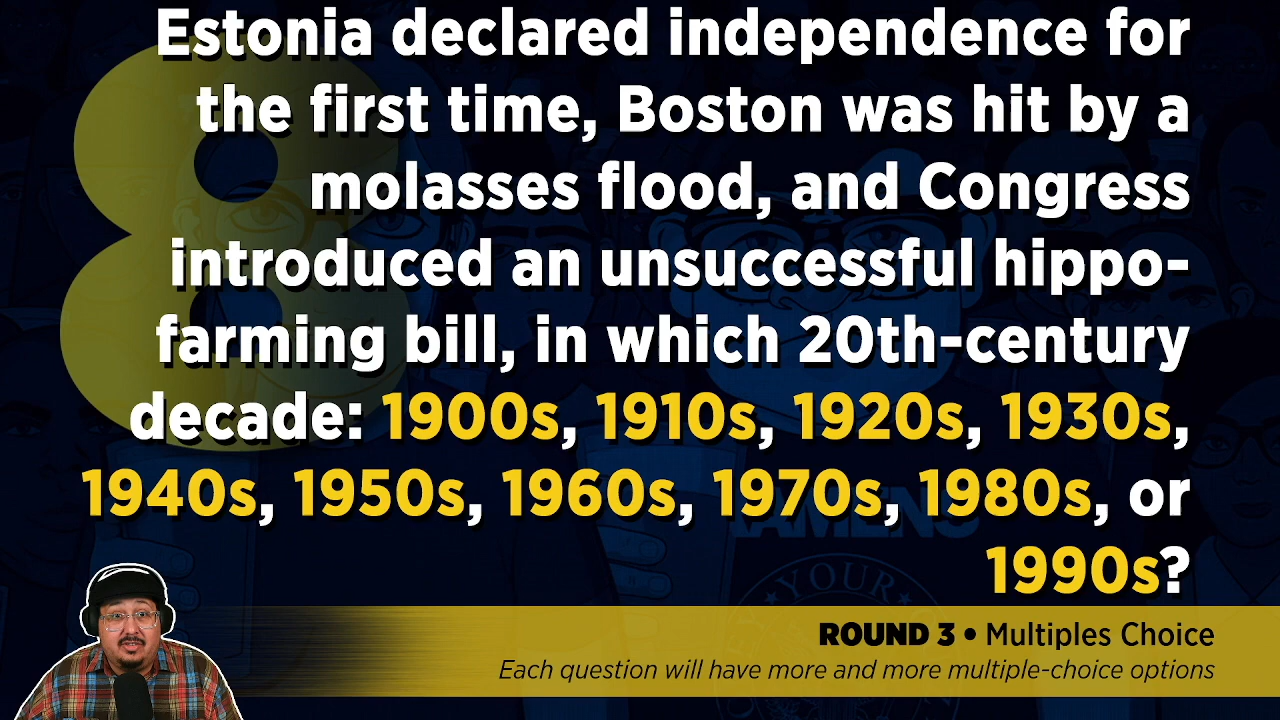 8
Estonia declared independence for
the first time, Boston was hit by a
molasses flood, and Congress
introduced an unsuccessful hippo-
farming bill, in which 20th-century
decade: 1900s, 1910s, 1920s, 1930s,
1940s, 1950s, 1960s, 1970s, 1980s, or
1990s?
YOUR
ROUND 3 • Multiples Choice
Each question will have more and more multiple-choice options